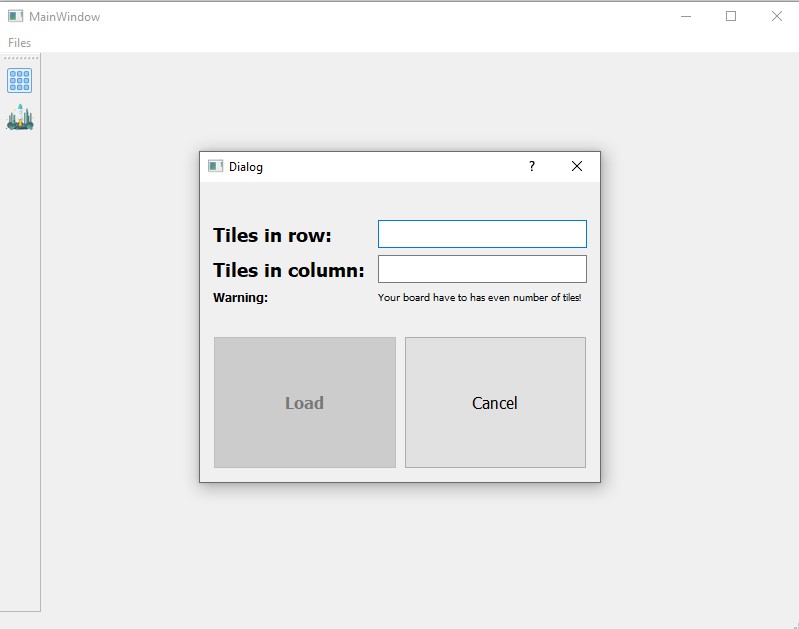 MainWindow
Files
Dialog
?
Tiles in row:
Tiles in column:
Warning: Your board have to has even number of tiles!
Load Cancel